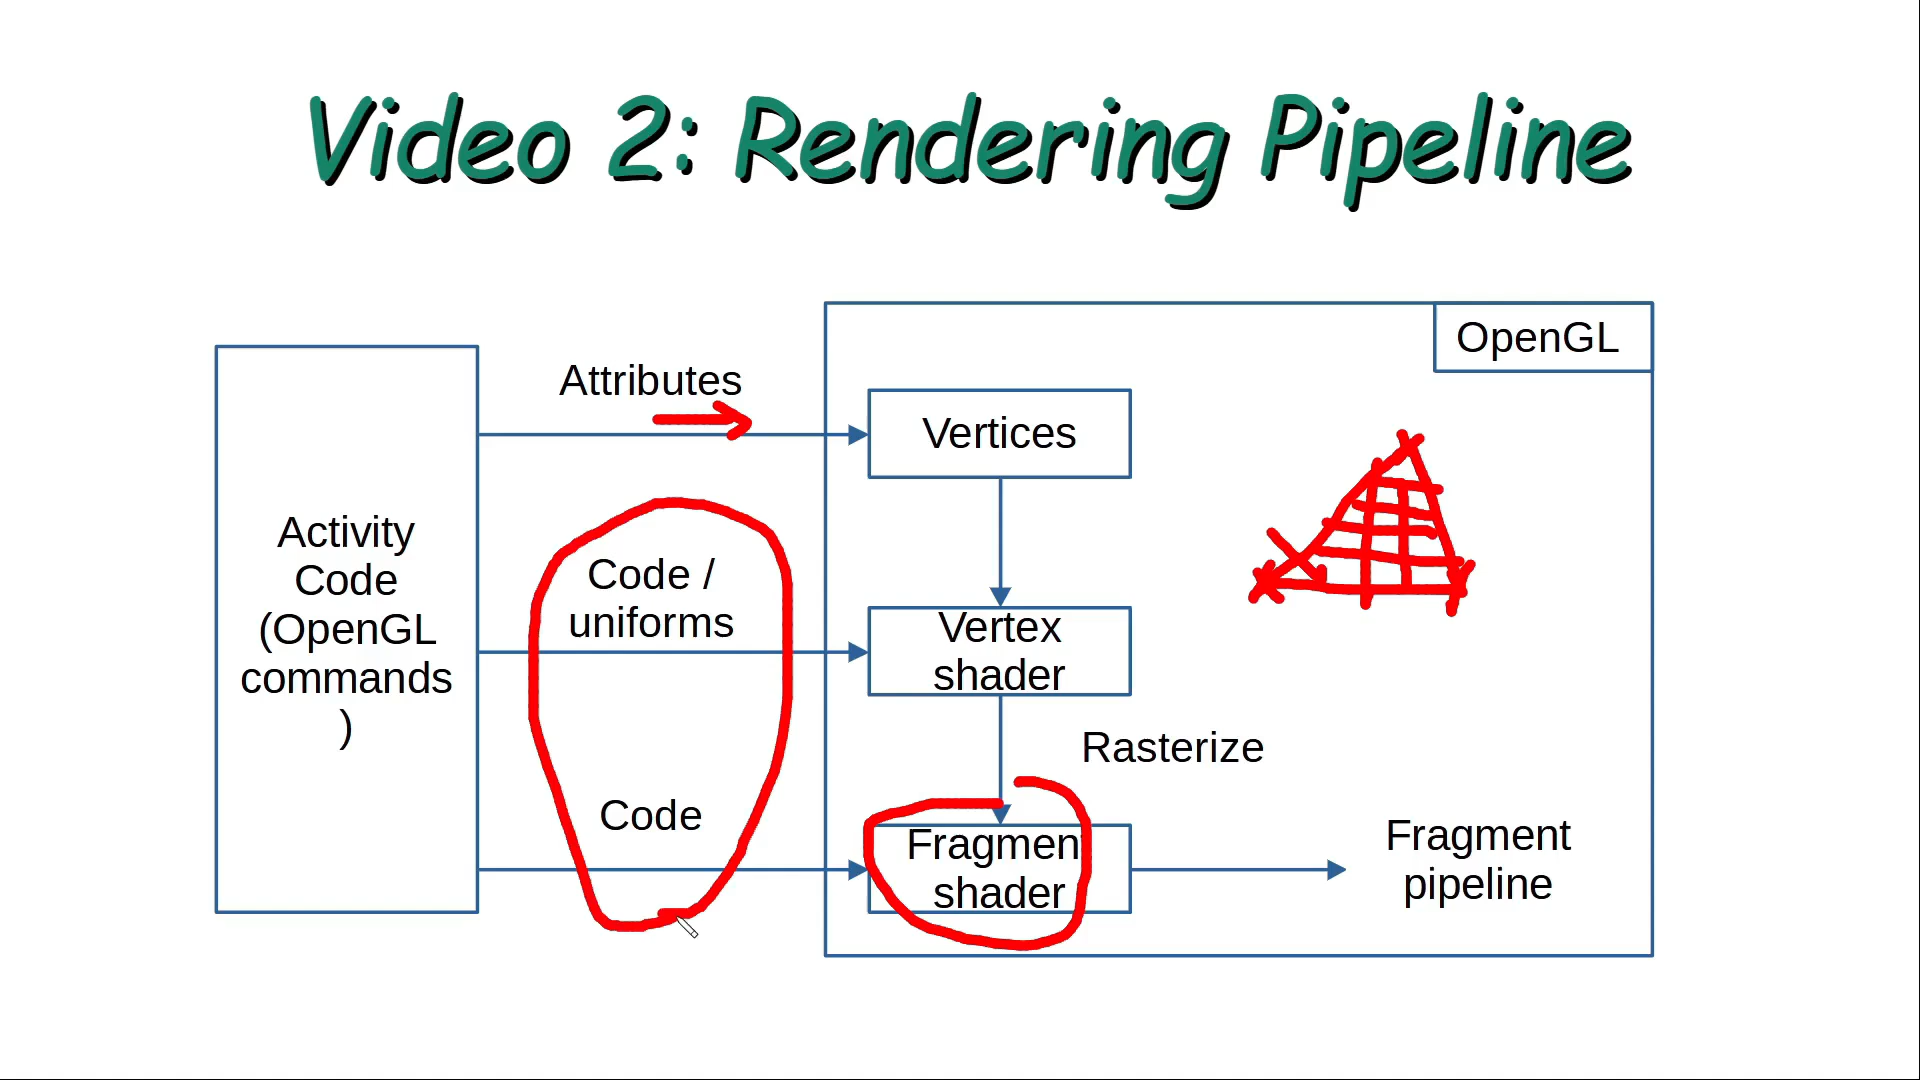 Video 2: Rendering Pipeline
OpenGL
Attributes
Vertices
Activity
Code
(OpenGL
commands
)
Code /
uniforms
Vertex
shader
Rasterize
Code
Fragment
shader
Fragment
pipeline